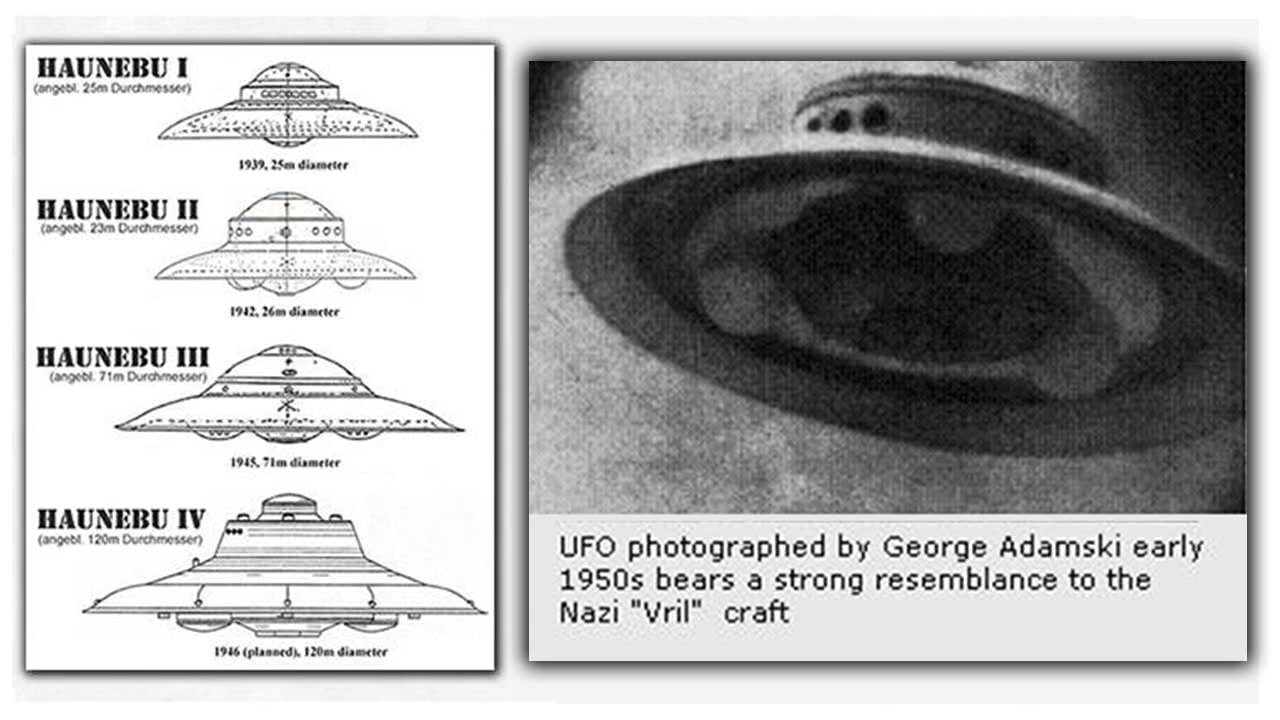 HAUNEBU I
(angebl. 25m Durchmesser)
1939, 25m diameter
HAUNEBU II
(angebl. 23m Durchmesser)
1942, 26m diameter
HAUNEBU III
(angebl. 71m Durchmesser)
1945, 71m diameter
HAUNEBU IV
(angebl. 120m Durchmesser)
1946 (planned), 120m diameter
UFO photographed by George Adamski early
1950s bears a strong resemblance to the
Nazi "Vril" craft